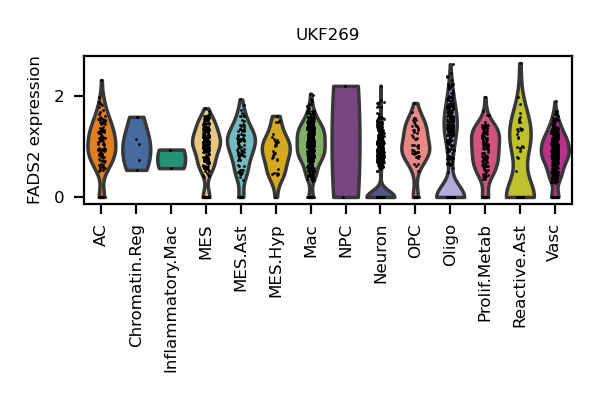 UKF269
FADS2 expression
2
0
AC
Chromatin.Reg
Inflammatory.Mac
MES
MES.Ast
MES.Hyp
Mac
NPC
Neuron
OPC
Oligo
Prolif.Metab
Reactive.Ast
Vasc